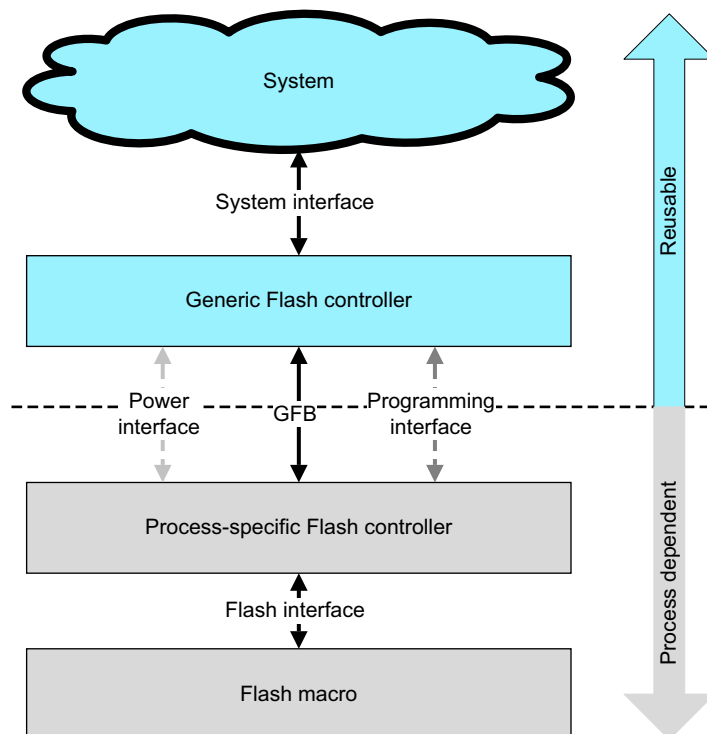 System
System interface
Reusable
Generic Flash controller
Power
interface
GFB
Programming
interface
Process-specific Flash controller
Process dependent
Flash interface
Flash macro